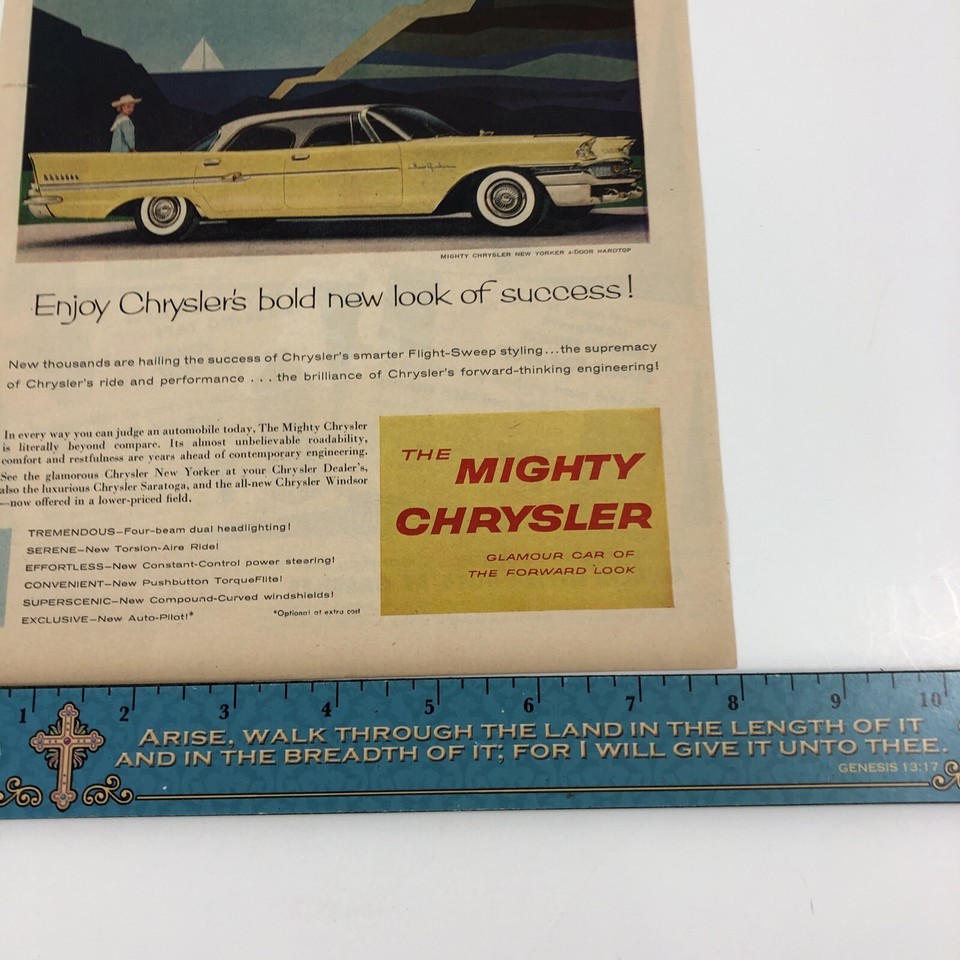 New Yorker
MIGHTY CHRYSLER NEW YORKER 4-DOOR HARDTOP
Enjoy Chrysler's bold new look of success!
New thousands are hailing the success of Chrysler's smarter Flight-Sweep styling...the supremacy
of Chrysler's ride and performance . . . the brilliance of Chrysler's forward-thinking engineering!
In every way you can judge an automobile today, The Mighty Chrysler
is literally beyond compare. Its almost unbelievable roadability,
comfort and restfulness are years ahead of contemporary engineering.
See the glamorous Chrysler New Yorker at your Chrysler Dealer's,
also the luxurious Chrysler Saratoga, and the all-new Chrysler Windsor
—now offered in a lower-priced field.
TREMENDOUS—Four-beam dual headlighting!
SERENE—New Torsion-Aire Ride!
EFFORTLESS—New Constant-Control power steering!
CONVENIENT—New Pushbutton TorqueFlite!
SUPERSCENIC—New Compound-Curved windshields!
EXCLUSIVE—New Auto-Pilot!*
*Optional at extra cost
THE MIGHTY
CHRYSLER
GLAMOUR CAR OF
THE FORWARD LOOK
1 2 3 4 5 6 7 8 9 10
ARISE, WALK THROUGH THE LAND IN THE LENGTH OF IT
AND IN THE BREADTH OF IT; FOR I WILL GIVE IT UNTO THEE.
GENESIS 13:17